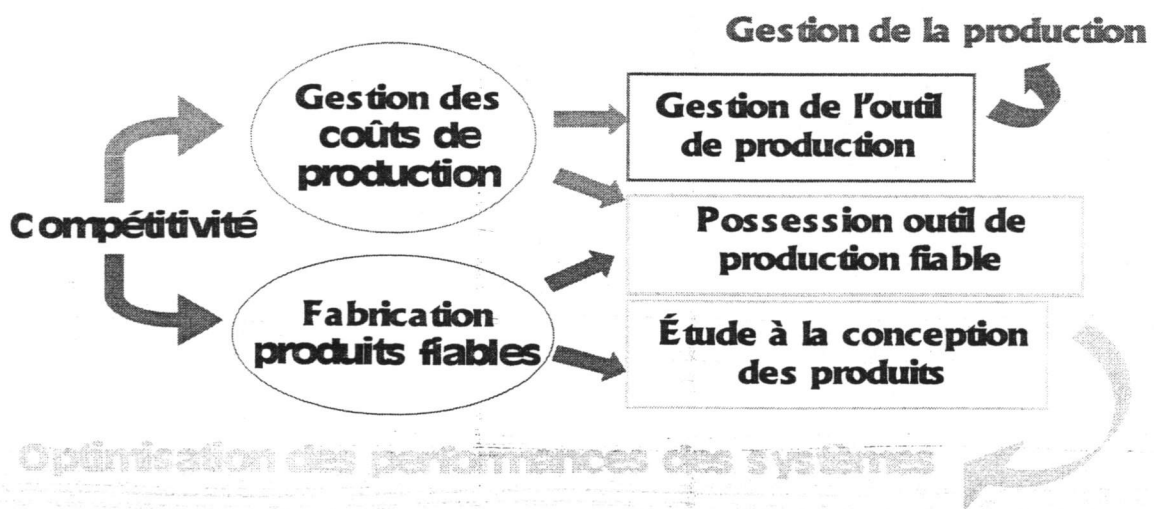 Gestion de la production
Gestion des
coûts de
production
Gestion de l'outil
de production
Compétitivité
Possession outil de
production fiable
Fabrication
produits fiables
Étude à la conception
des produits
Optimisation des performances des systèmes